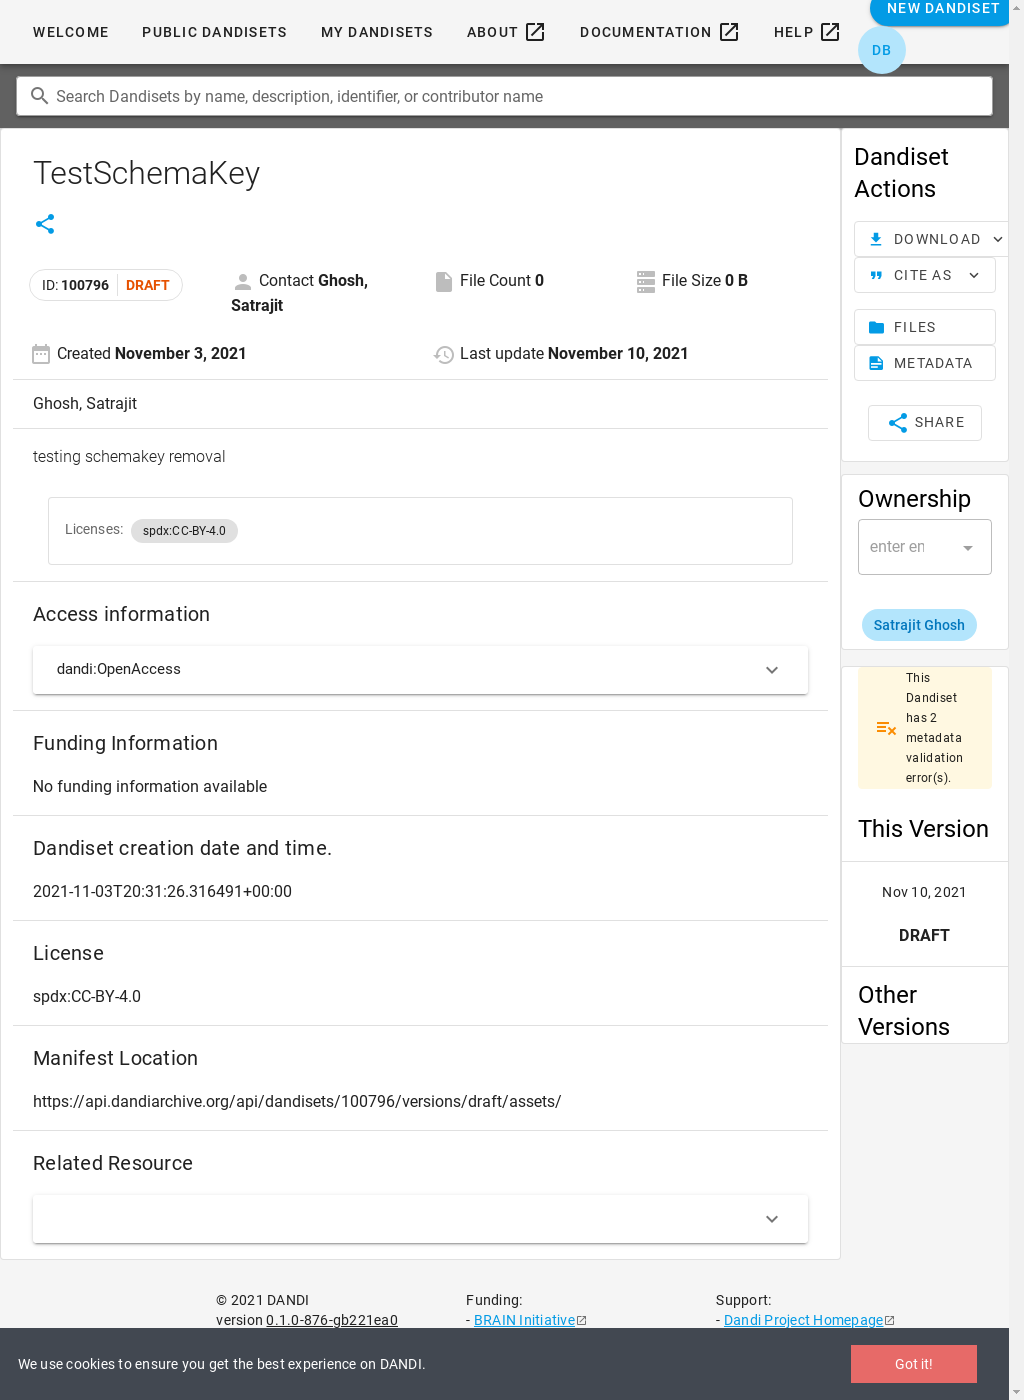 WELCOME PUBLIC DANDISETS MY DANDISETS ABOUT DOCUMENTATION HELP NEW DANDISET
DB
Search Dandisets by name, description, identifier, or contributor name
TestSchemaKey
ID: 100796 DRAFT
Contact Ghosh,
Satrajit
File Count 0
File Size 0 B
Created November 3, 2021
Last update November 10, 2021
Ghosh, Satrajit
testing schemakey removal
Licenses: spdx:CC-BY-4.0
Access information
dandi:OpenAccess
Funding Information
No funding information available
Dandiset creation date and time.
2021-11-03T20:31:26.316491+00:00
License
spdx:CC-BY-4.0
Manifest Location
https://api.dandiarchive.org/api/dandisets/100796/versions/draft/assets/
Related Resource
Dandiset
Actions
DOWNLOAD
CITE AS
FILES
METADATA
SHARE
Ownership
enter en
Satrajit Ghosh
This
Dandiset
has 2
metadata
validation
error(s).
This Version
Nov 10, 2021
DRAFT
Other
Versions
© 2021 DANDI
version 0.1.0-876-gb221ea0
Funding:
- BRAIN Initiative
Support:
- Dandi Project Homepage
We use cookies to ensure you get the best experience on DANDI.
Got it!